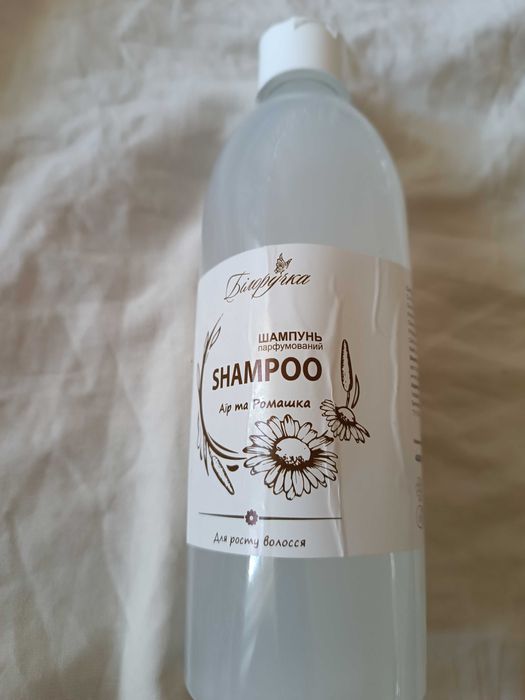 Білоручка
ШАМПУНЬ
парфумований
SHAMPOO
Аїр та Ромашка
Для росту волосся